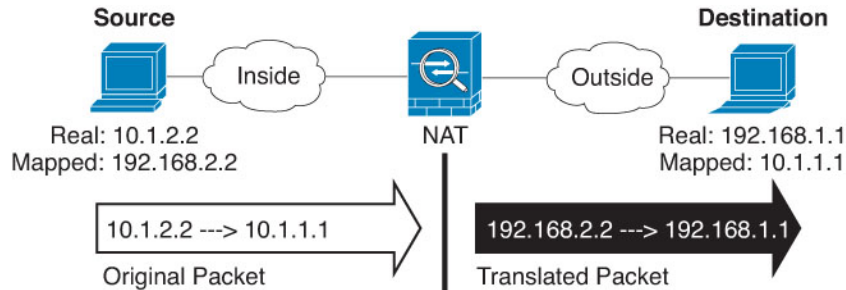 Source
Destination
Inside
Outside
Real: 10.1.2.2
Mapped: 192.168.2.2
NAT
Real: 192.168.1.1
Mapped: 10.1.1.1
10.1.2.2 ---> 10.1.1.1
192.168.2.2 ---> 192.168.1.1
Original Packet
Translated Packet